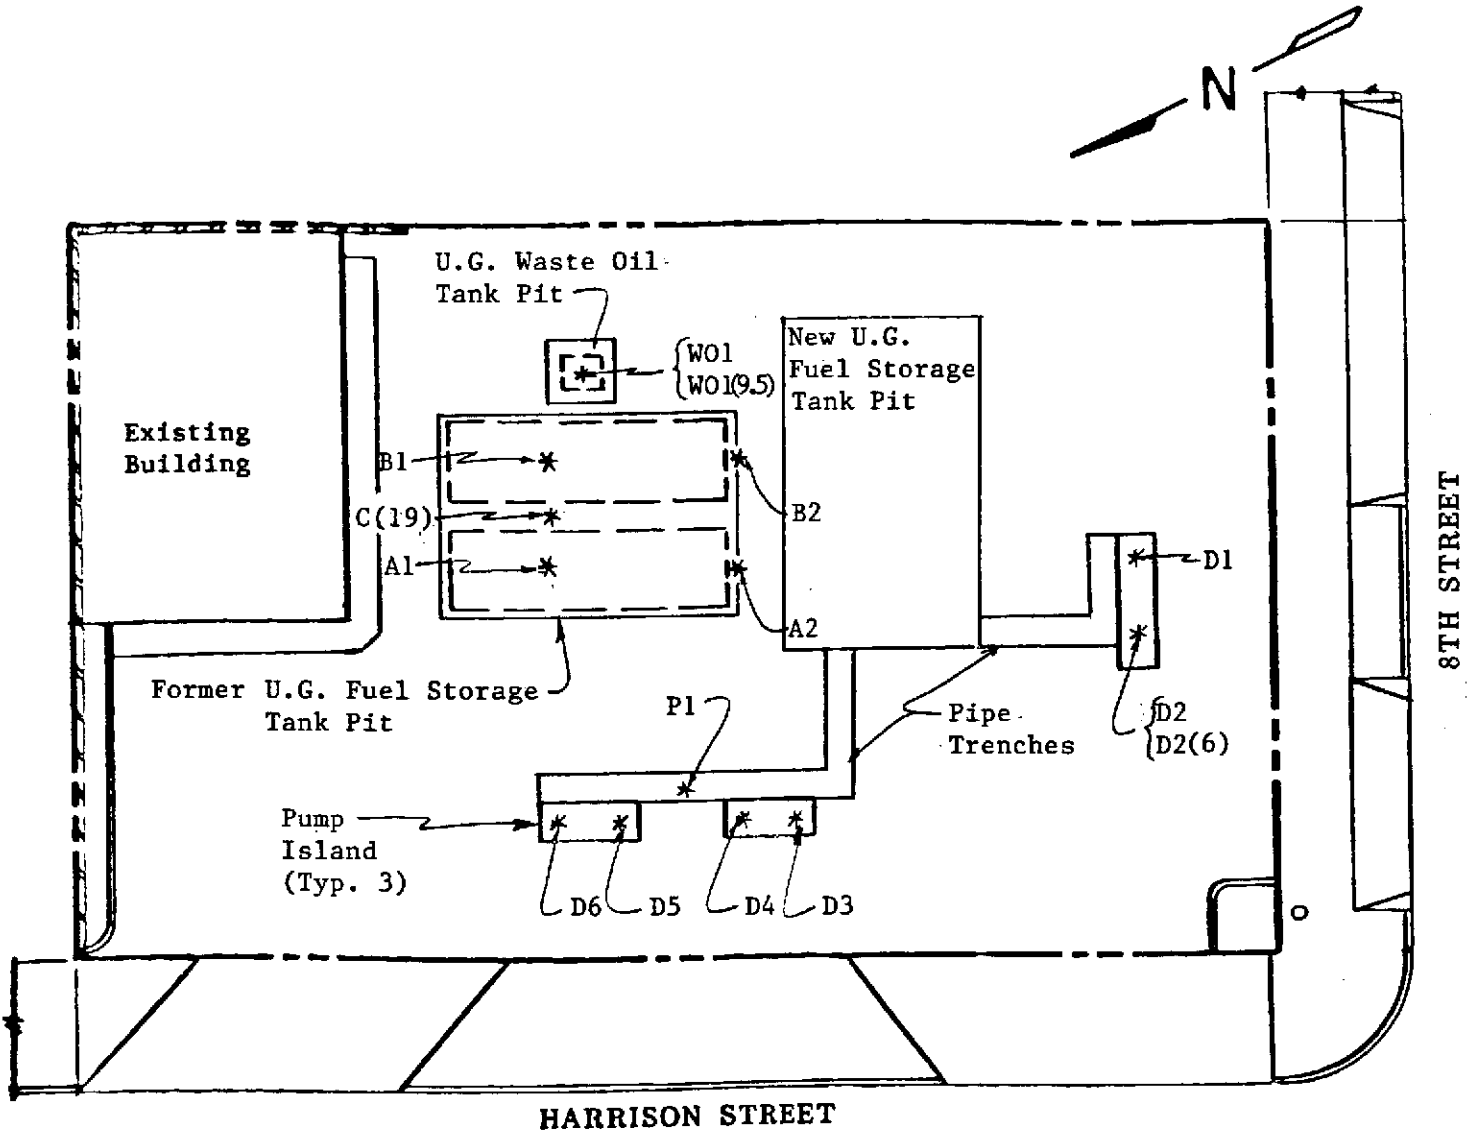 N
U.G. Waste Oil
Tank Pit
WO1
WO1(9.5)
New U.G.
Fuel Storage
Tank Pit
Existing
Building
B1
C(19)
A1
B2
A2
D1
8TH STREET
Former U.G. Fuel Storage
Tank Pit
P1
Pipe
Trenches
D2
D2(6)
Pump
Island
(Typ. 3)
D6
D5
D4
D3
HARRISON STREET